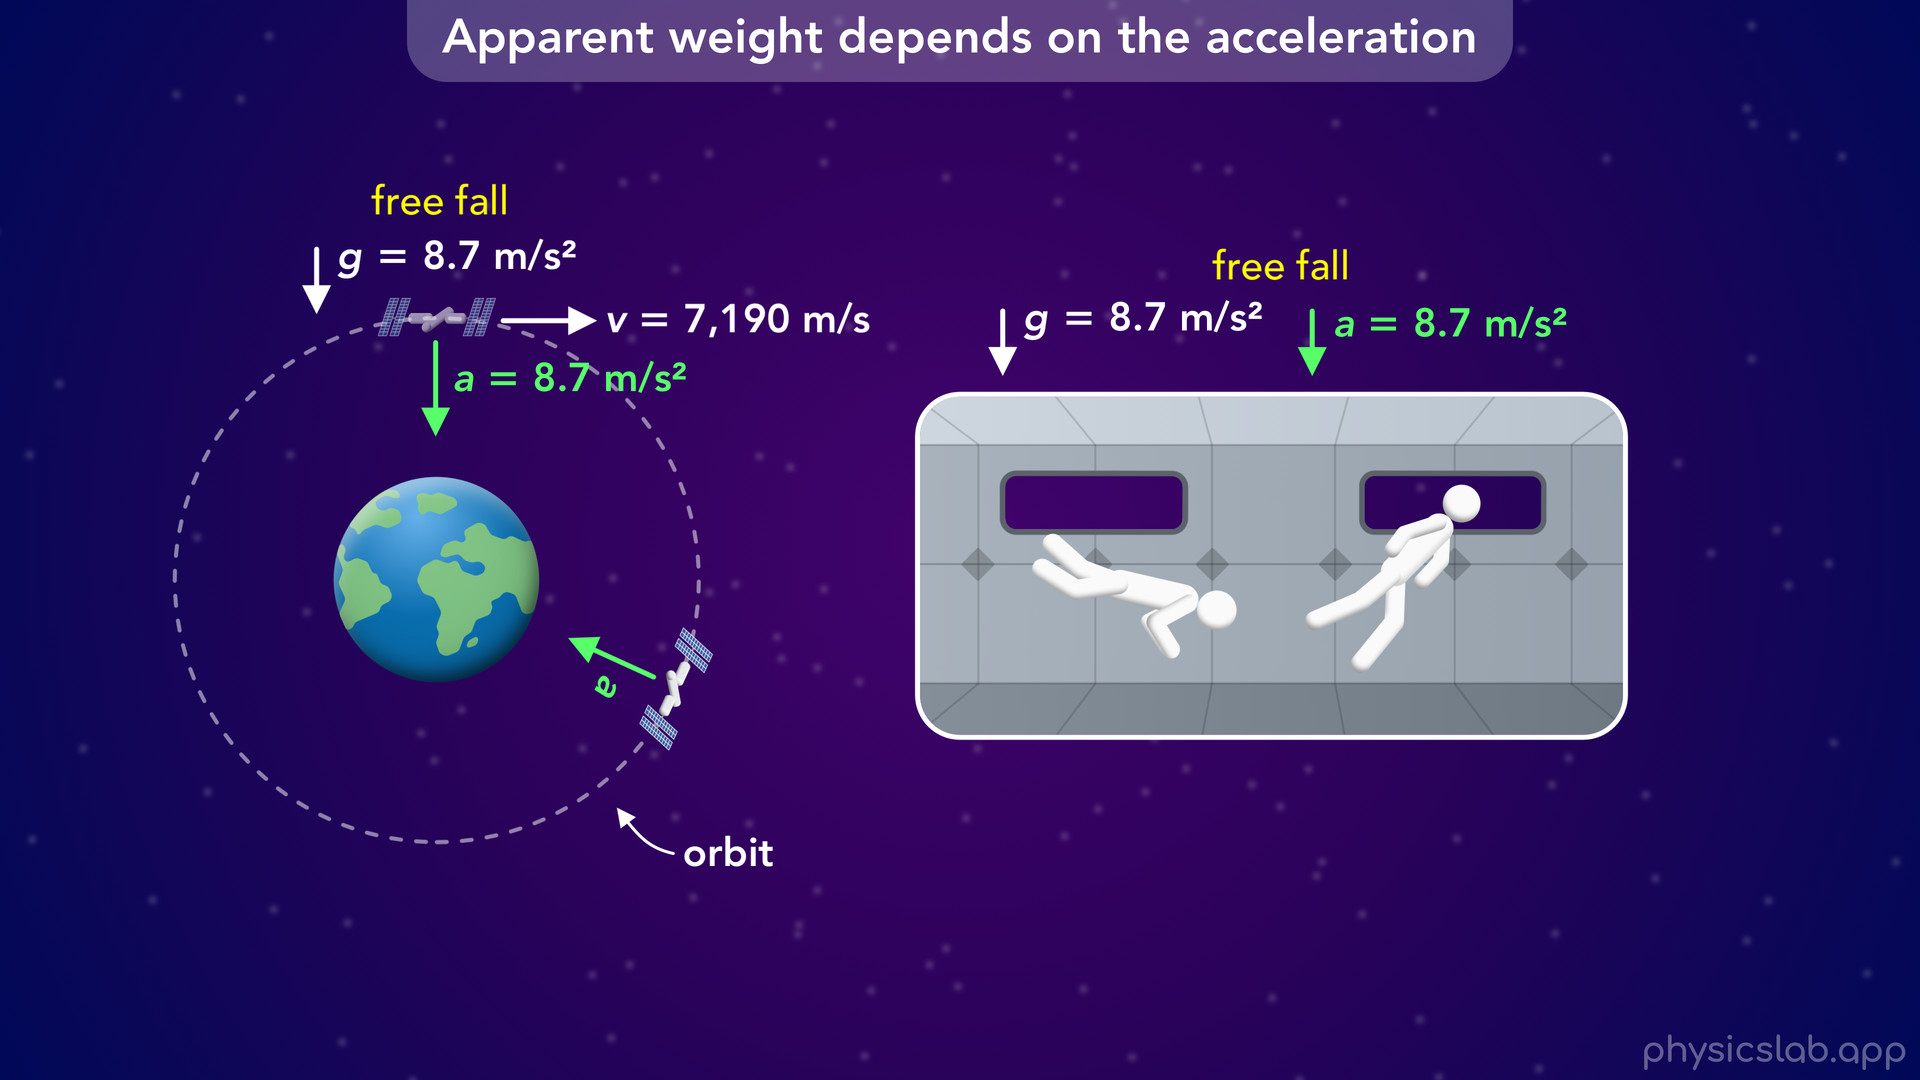 Apparent weight depends on the acceleration
free fall
g = 8.7 m/s²
v = 7,190 m/s
a = 8.7 m/s²
a
orbit
free fall
g = 8.7 m/s²
a = 8.7 m/s²
physicslab.app